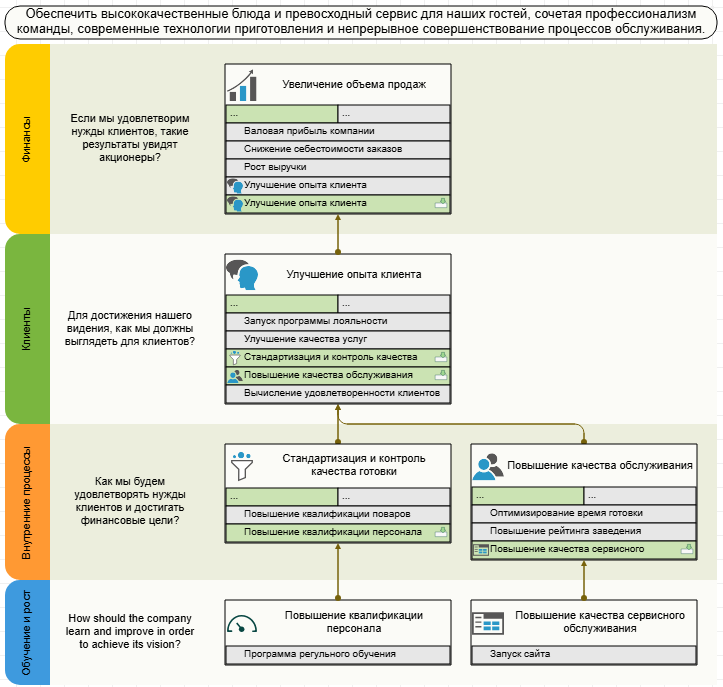 Обеспечить высококачественные блюда и превосходный сервис для наших гостей, сочетая профессионализм
команды, современные технологии приготовления и непрерывное совершенствование процессов обслуживания.
Финансы
Если мы удовлетворим
нужды клиентов, такие
результаты увидят
акционеры?
Увеличение объема продаж
... ...
Валовая прибыль компании
Снижение себестоимости заказов
Рост выручки
Улучшение опыта клиента
Улучшение опыта клиента
Клиенты
Для достижения нашего
видения, как мы должны
выглядеть для клиентов?
Улучшение опыта клиента
... ...
Запуск программы лояльности
Улучшение качества услуг
Стандартизация и контроль качества
Повышение качества обслуживания
Вычисление удовлетворенности клиентов
Внутренние процессы
Как мы будем
удовлетворять нужды
клиентов и достигать
финансовые цели?
Стандартизация и контроль
качества готовки
... ...
Повышение квалификации поваров
Повышение квалификации персонала
Повышение качества обслуживания
... ...
Оптимизирование время готовки
Повышение рейтинга заведения
Повышение качества сервисного
Обучение и рост
How should the company
learn and improve in order
to achieve its vision?
Повышение квалификации
персонала
Программа регульного обучения
Повышение качества сервисного
обслуживания
Запуск сайта